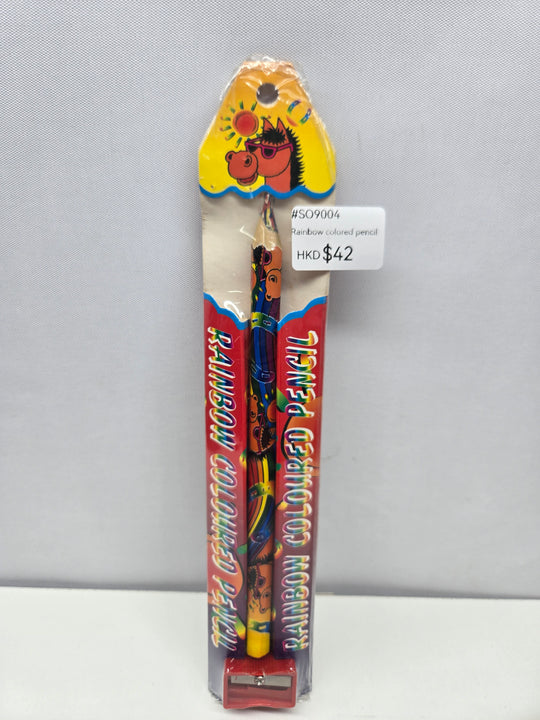 #SO9004
Rainbow colored pencil
HKD $42
RAINBOW COLOURED PENCIL
RAINBOW COLOURED PENCIL